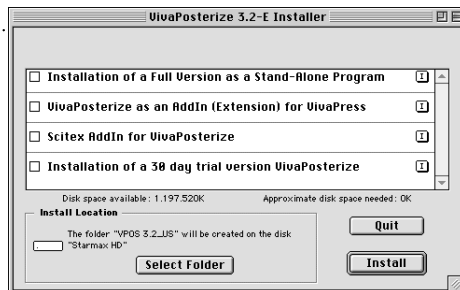 VivaPosterize 3.2-E Installer
Installation of a Full Version as a Stand-Alone Program
VivaPosterize as an AddIn (Extension) for VivaPress
Scitex AddIn for VivaPosterize
Installation of a 30 day trial version VivaPosterize
Disk space available: 1.197.520K Approximate disk space needed: 0K
Install Location
The folder "VPOS 3.2_US" will be created on the disk
"Starmax HD"
Select Folder
Quit
Install